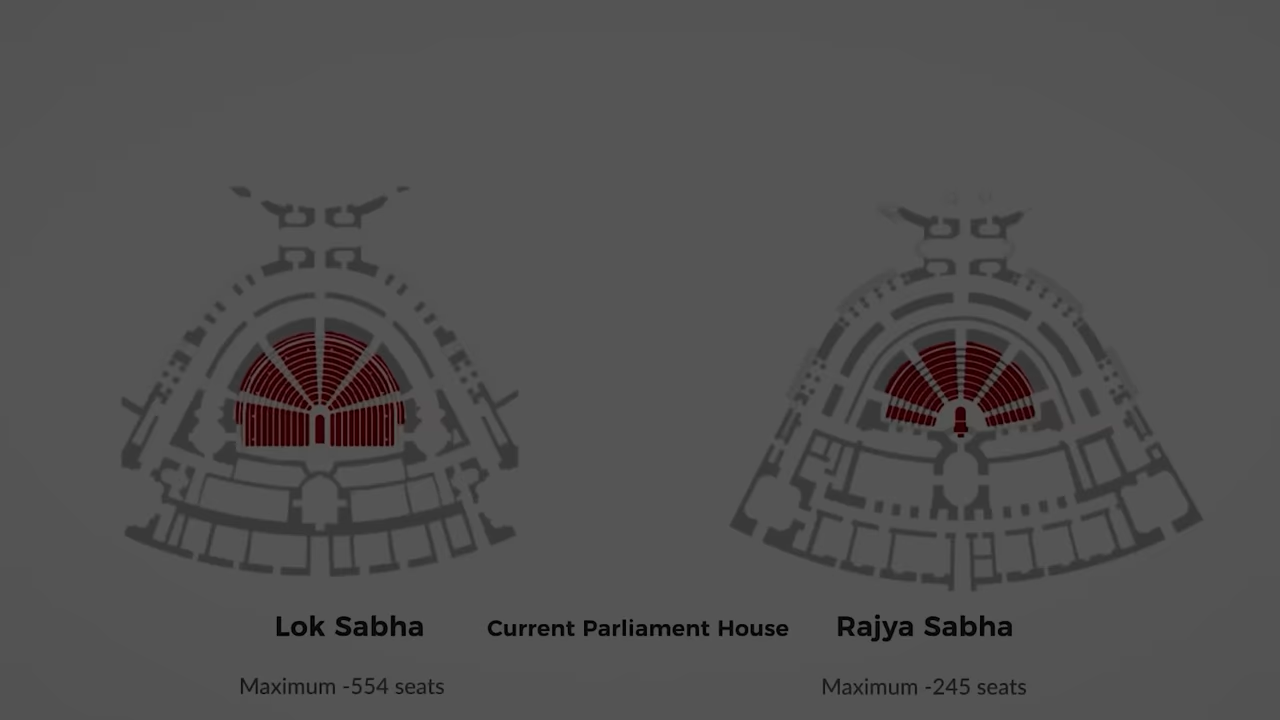 Lok Sabha
Current Parliament House
Rajya Sabha
Maximum -554 seats
Maximum -245 seats